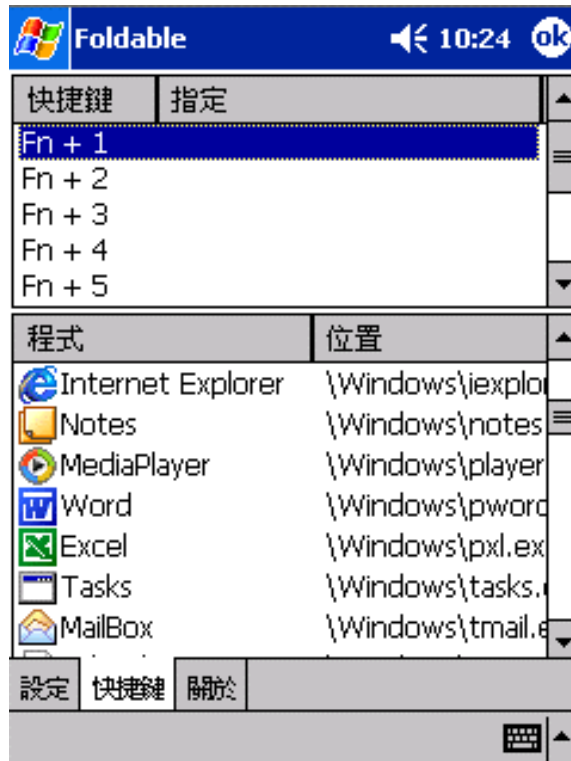 Foldable 10:24 ok
快捷鍵 指定
Fn + 1
Fn + 2
Fn + 3
Fn + 4
Fn + 5
程式 位置
Internet Explorer \Windows\iexplo
Notes \Windows\notes
MediaPlayer \Windows\player
Word \Windows\pword
Excel \Windows\pxl.ex
Tasks \Windows\tasks.
MailBox \Windows\tmail.e
設定 快捷鍵 關於